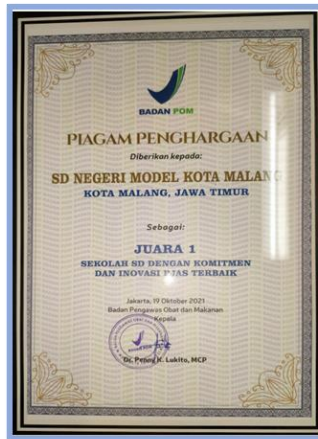 BADAN POM
PIAGAM PENGHARGAAN
Diberikan kepada:
SD NEGERI MODEL KOTA MALANG
KOTA MALANG, JAWA TIMUR
Sebagai:
JUARA 1
SEKOLAH SD DENGAN KOMITMEN
DAN INOVASI PJAS TERBAIK
Jakarta, 19 Oktober 2021
Badan Pengawas Obat dan Makanan
Kepala
Dr. Penny K. Lukito, MCP